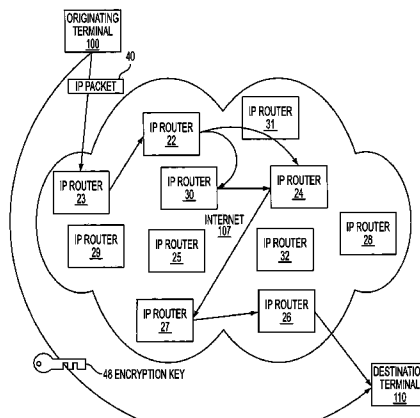 ORIGINATING
TERMINAL
100
40
IP PACKET
IP ROUTER
31
IP ROUTER
22
IP ROUTER
23
IP ROUTER
30
IP ROUTER
24
INTERNET
107
IP ROUTER
29
IP ROUTER
25
IP ROUTER
32
IP ROUTER
28
IP ROUTER
27
IP ROUTER
26
48 ENCRYPTION KEY
DESTINATION
TERMINAL
110